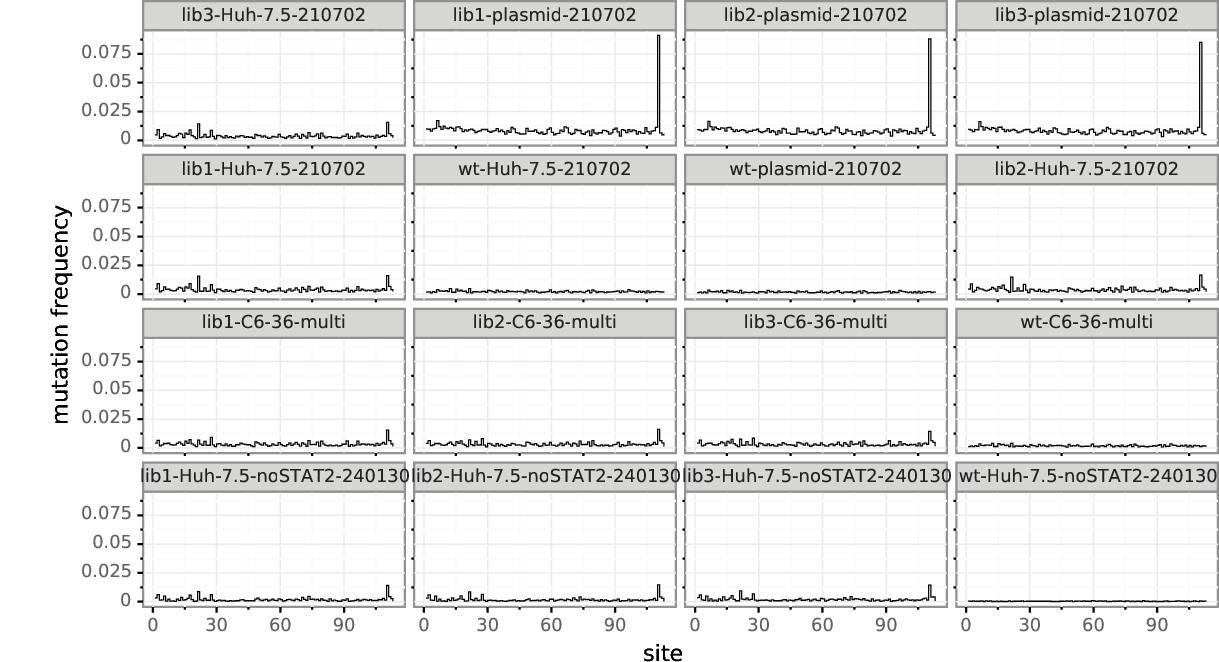 lib3-Huh-7.5-210702 lib1-plasmid-210702 lib2-plasmid-210702 lib3-plasmid-210702
0.075
0.05
0.025
0
lib1-Huh-7.5-210702 wt-Huh-7.5-210702 wt-plasmid-210702 lib2-Huh-7.5-210702
0.075
0.05
0.025
0
mutation frequency
lib1-C6-36-multi lib2-C6-36-multi lib3-C6-36-multi wt-C6-36-multi
0.075
0.05
0.025
0
lib1-Huh-7.5-noSTAT2-240130 lib2-Huh-7.5-noSTAT2-240130 lib3-Huh-7.5-noSTAT2-240130 wt-Huh-7.5-noSTAT2-240130
0.075
0.05
0.025
0
0 30 60 90 0 30 60 90 0 30 60 90 0 30 60 90
site